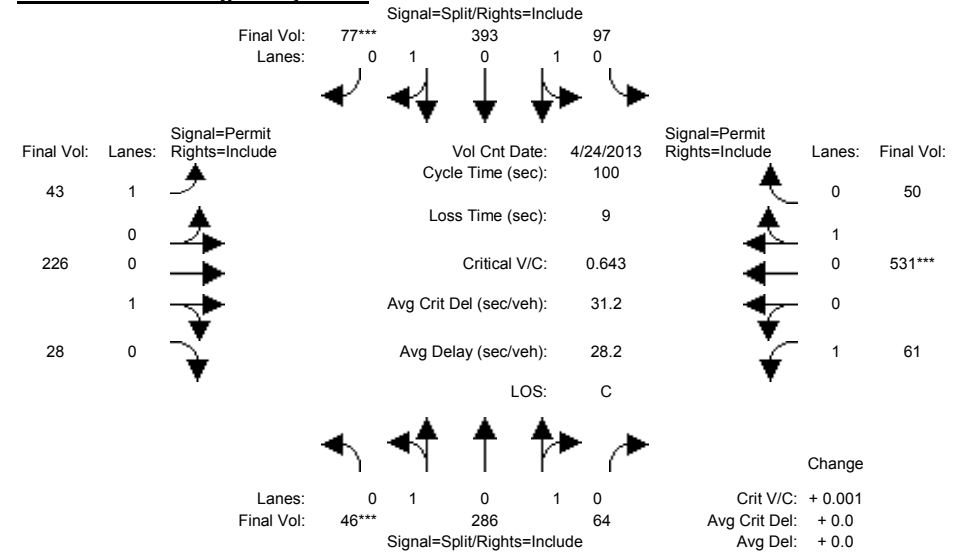 Signal=Split/Rights=Include
Final Vol: 77*** 393 97
Lanes: 0 1 0 1 0
Signal=Permit
Final Vol: Lanes: Rights=Include
Vol Cnt Date: 4/24/2013
Signal=Permit
Rights=Include Lanes: Final Vol:
Cycle Time (sec): 100
43 1
0 50
Loss Time (sec): 9
0
1
226 0
Critical V/C: 0.643
0 531***
1
Avg Crit Del (sec/veh): 31.2
0
28 0
Avg Delay (sec/veh): 28.2
1 61
LOS: C
Lanes: 0 1 0 1 0
Final Vol: 46*** 286 64
Signal=Split/Rights=Include
Change
Crit V/C: + 0.001
Avg Crit Del: + 0.0
Avg Del: + 0.0